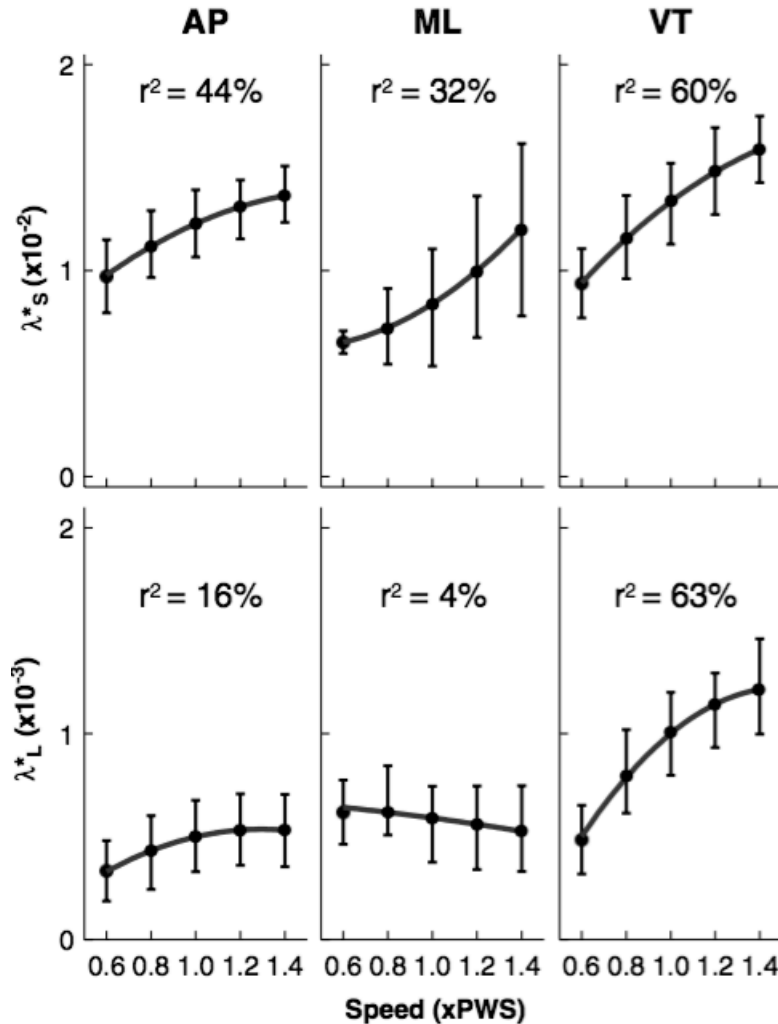 AP ML VT
2
r² = 44% r² = 32% r² = 60%
λ*S (x10⁻²)
1
0
2
r² = 16% r² = 4% r² = 63%
λ*L (x10⁻³)
1
0
0.6 0.8 1.0 1.2 1.4 0.6 0.8 1.0 1.2 1.4 0.6 0.8 1.0 1.2 1.4
Speed (xPWS)